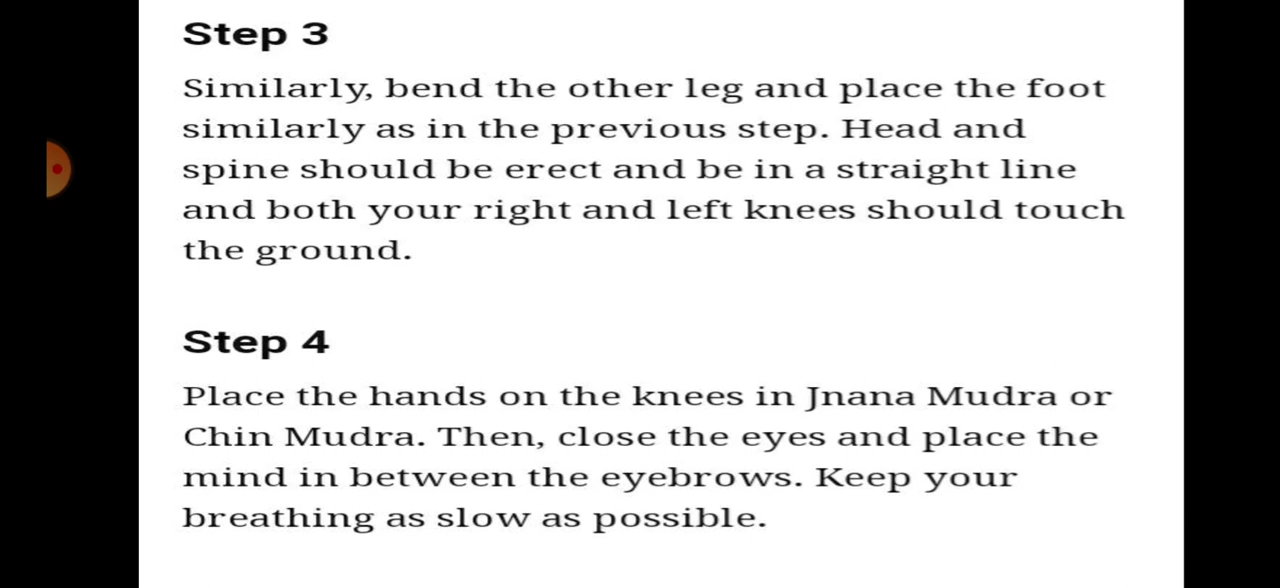 Step 3
Similarly, bend the other leg and place the foot
similarly as in the previous step. Head and
spine should be erect and be in a straight line
and both your right and left knees should touch
the ground.
Step 4
Place the hands on the knees in Jnana Mudra or
Chin Mudra. Then, close the eyes and place the
mind in between the eyebrows. Keep your
breathing as slow as possible.